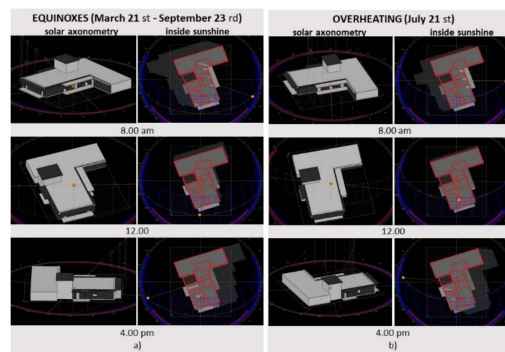 EQUINOXES (March 21 st - September 23 rd)
solar axonometry inside sunshine
8.00 am
12.00
4.00 pm
a)
OVERHEATING (July 21 st)
solar axonometry inside sunshine
8.00 am
12.00
4.00 pm
b)